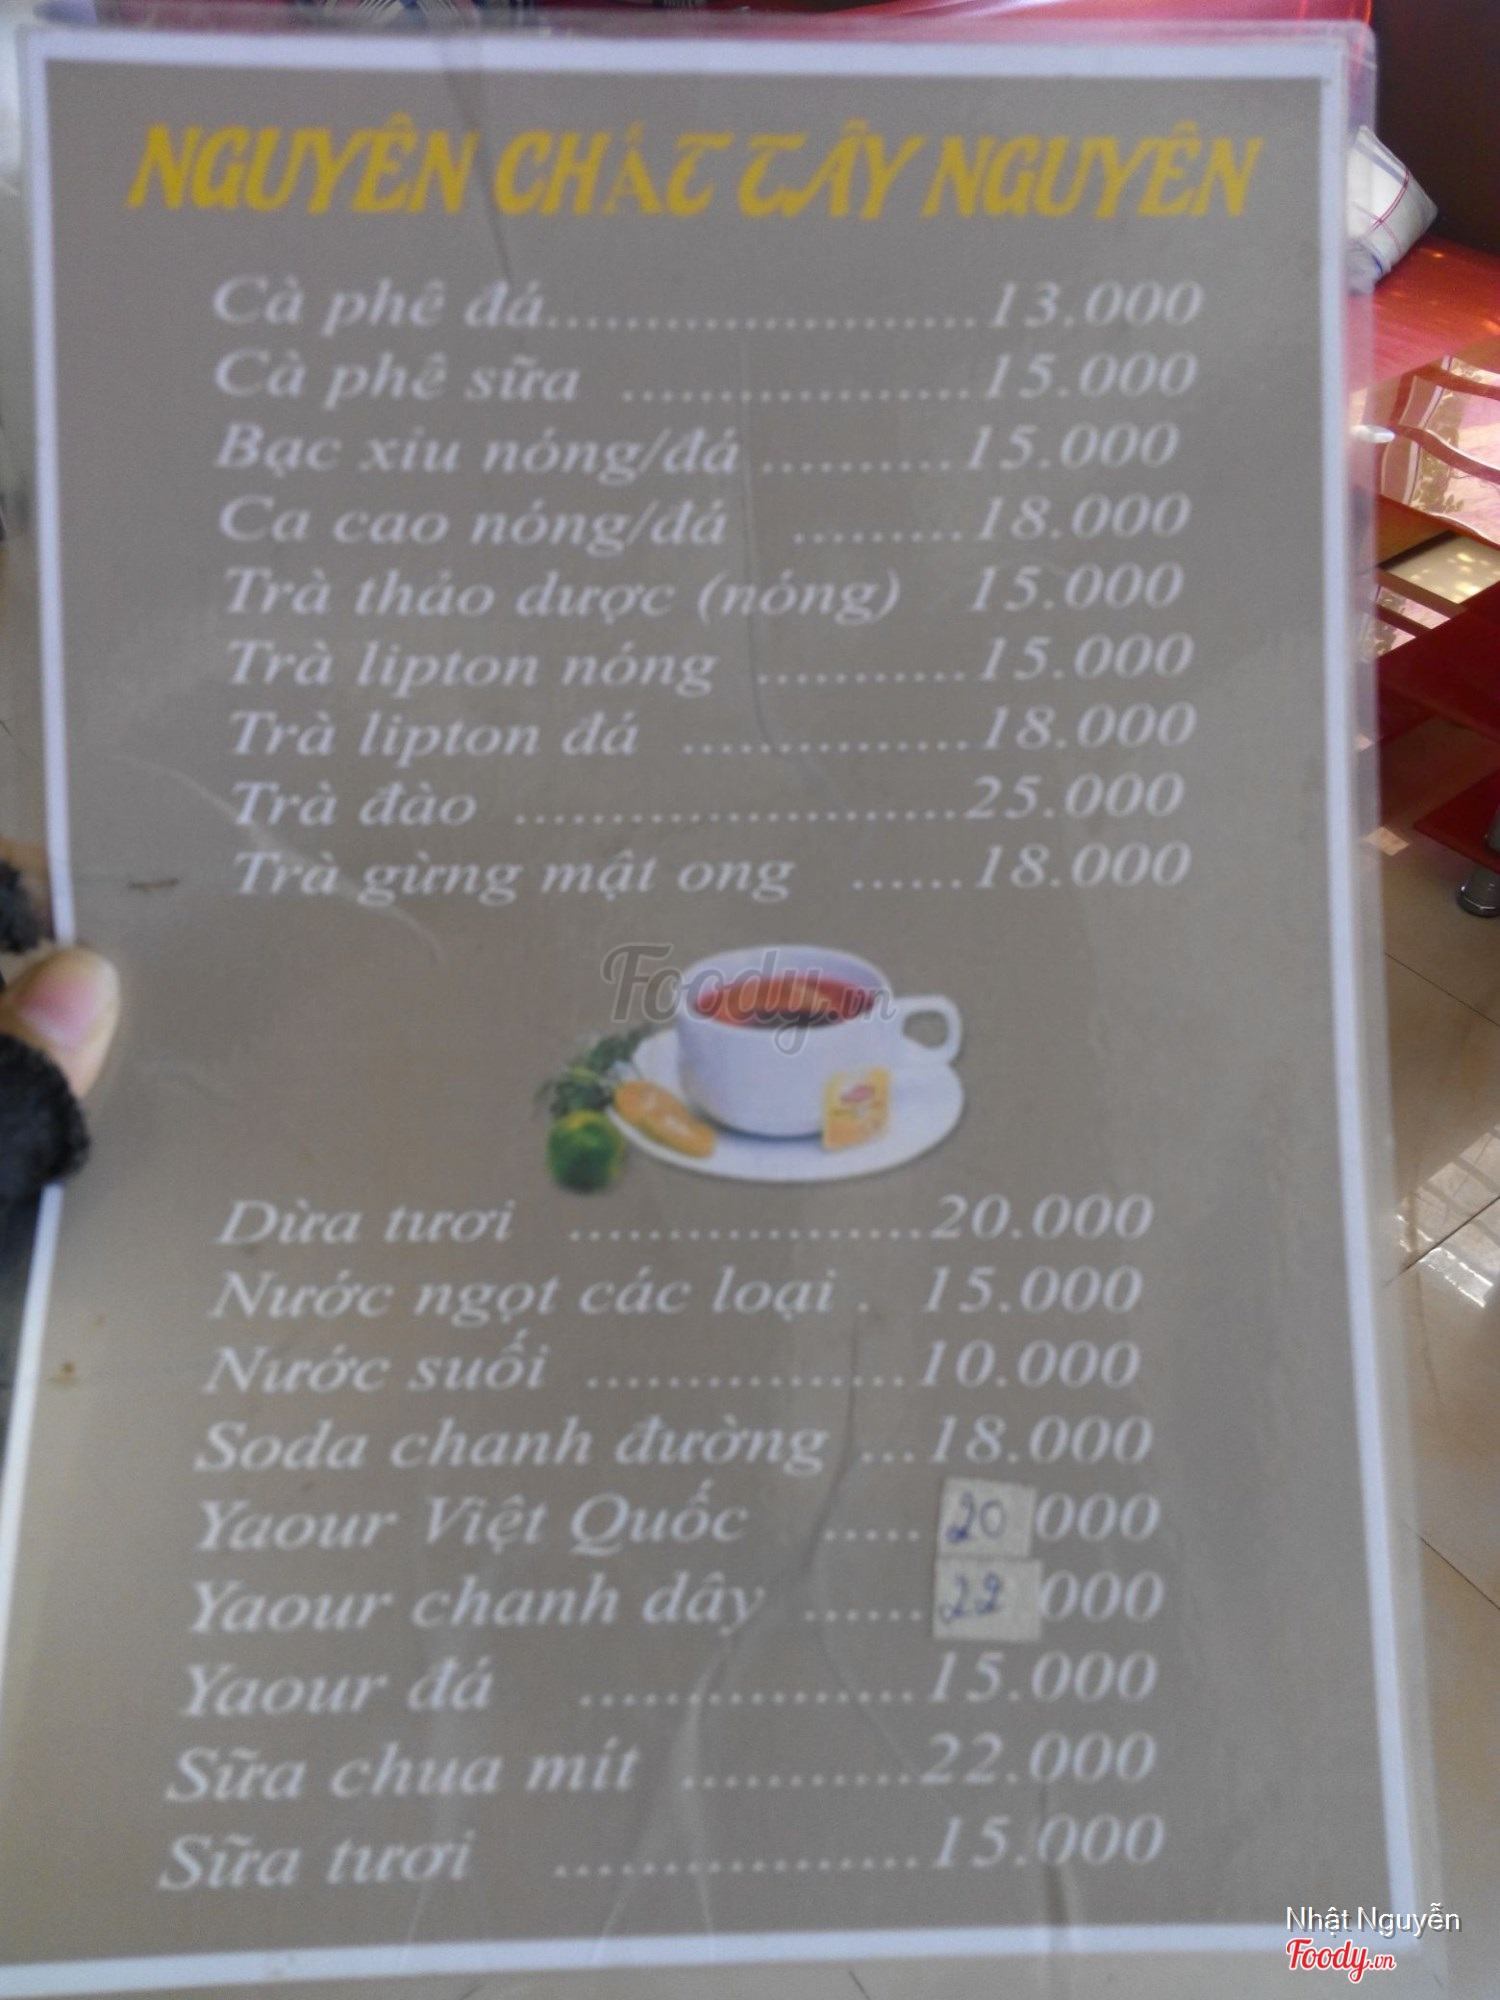 NGUYÊN CHẤT TÂY NGUYÊN
Cà phê đá..........................13.000
Cà phê sữa ......................15.000
Bạc xiu nóng/đá ............15.000
Ca cao nóng/đá ...........18.000
Trà thảo dược (nóng) 15.000
Trà lipton nóng .............15.000
Trà lipton đá ..................18.000
Trà đào ...........................25.000
Trà gừng mật ong .......18.000
Foody.vn
Dừa tươi .....................20.000
Nước ngọt các loại . 15.000
Nước suối ...................10.000
Soda chanh đường ...18.000
Yaour Việt Quốc ..... 20 000
Yaour chanh dây ...... 22 000
Yaour đá ....................15.000
Sữa chua mít ..............22.000
Sữa tươi ......................15.000
Nhật Nguyễn
Foody.vn